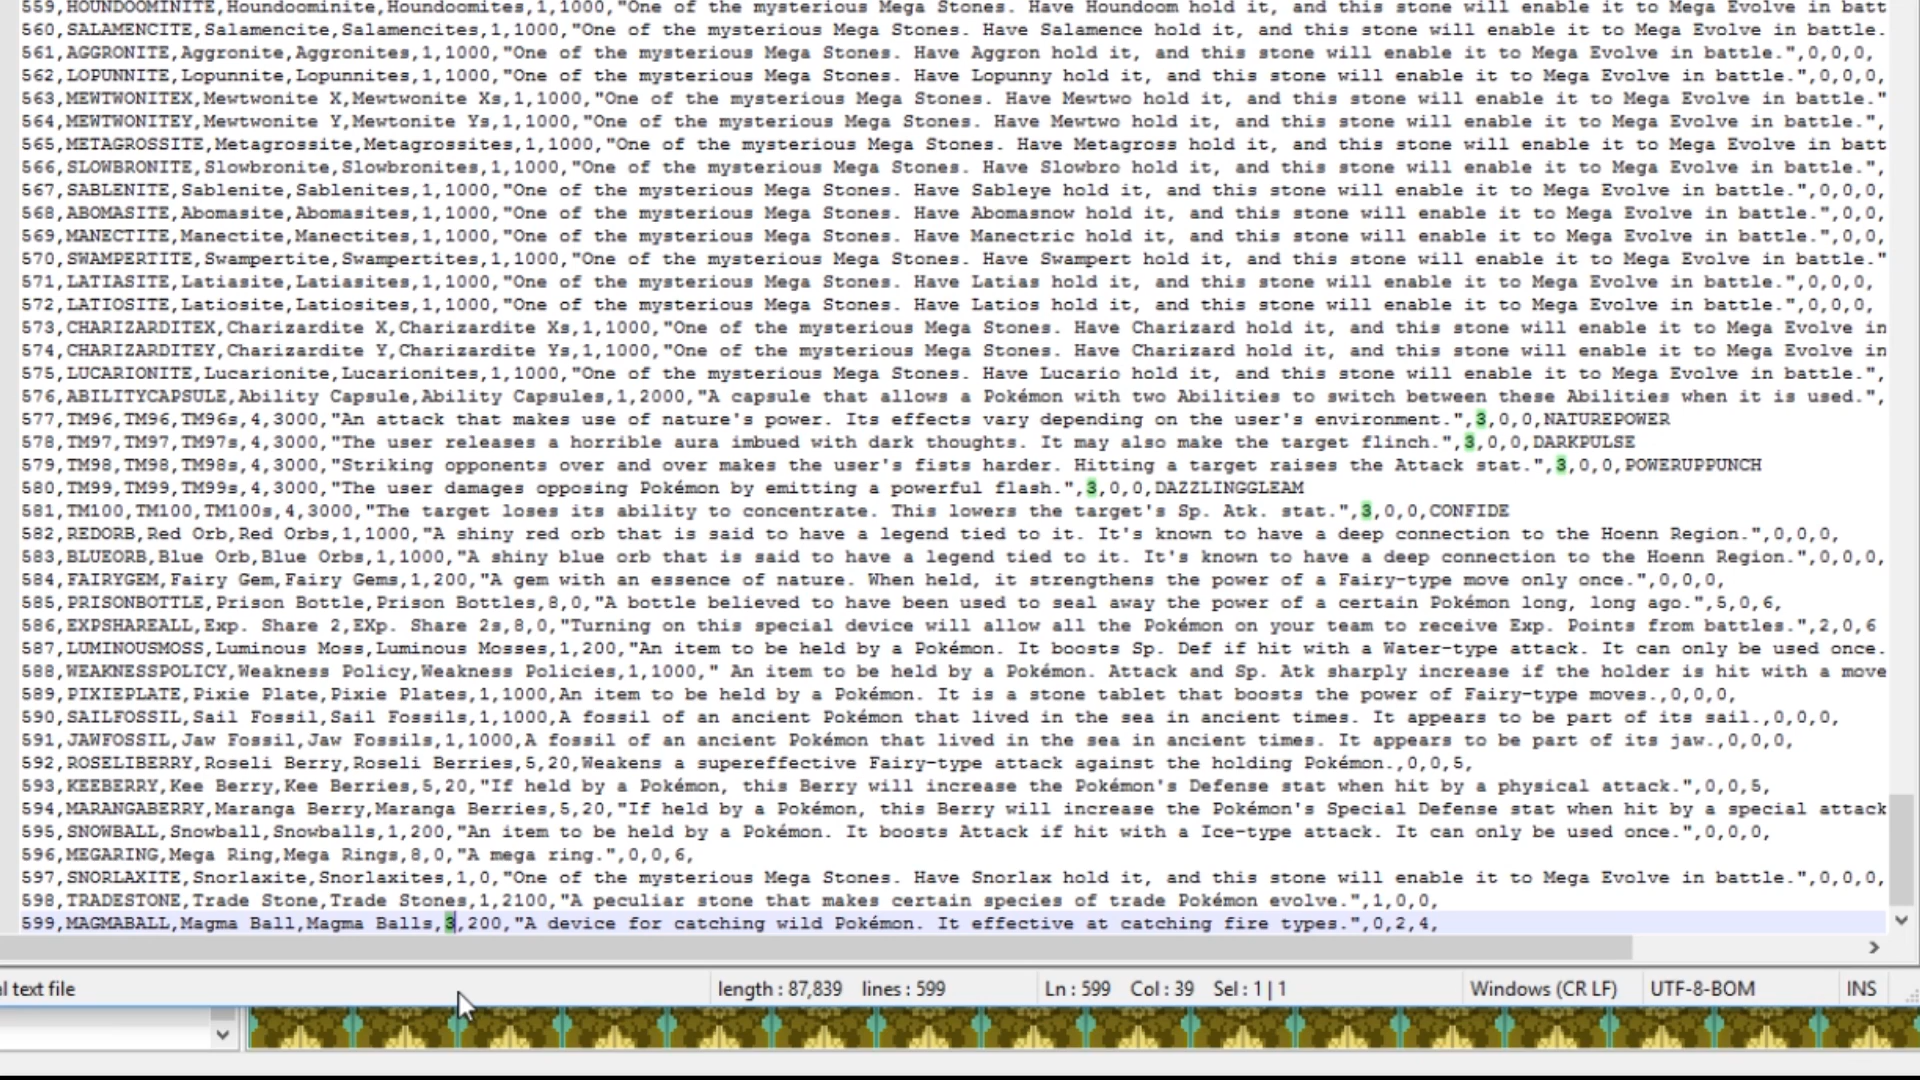 559,HOUNDOOMINITE,Houndoominite,Houndoomites,1,1000,"One of the mysterious Mega Stones. Have Houndoom hold it, and this stone will enable it to Mega Evolve in batt
560,SALAMENCITE,Salamencite,Salamencites,1,1000,"One of the mysterious Mega Stones. Have Salamence hold it, and this stone will enable it to Mega Evolve in battle.
561,AGGRONITE,Aggronite,Aggronites,1,1000,"One of the mysterious Mega Stones. Have Aggron hold it, and this stone will enable it to Mega Evolve in battle.",0,0,0,
562,LOPUNNITE,Lopunnite,Lopunnites,1,1000,"One of the mysterious Mega Stones. Have Lopunny hold it, and this stone will enable it to Mega Evolve in battle.",0,0,0,
563,MEWTWONITEX,Mewtwonite X,Mewtwonite Xs,1,1000,"One of the mysterious Mega Stones. Have Mewtwo hold it, and this stone will enable it to Mega Evolve in battle."
564,MEWTWONITEY,Mewtwonite Y,Mewtonite Ys,1,1000,"One of the mysterious Mega Stones. Have Mewtwo hold it, and this stone will enable it to Mega Evolve in battle.",
565,METAGROSSITE,Metagrossite,Metagrossites,1,1000,"One of the mysterious Mega Stones. Have Metagross hold it, and this stone will enable it to Mega Evolve in batt
566,SLOWBRONITE,Slowbronite,Slowbronites,1,1000,"One of the mysterious Mega Stones. Have Slowbro hold it, and this stone will enable it to Mega Evolve in battle.",
567,SABLENITE,Sablenite,Sablenites,1,1000,"One of the mysterious Mega Stones. Have Sableye hold it, and this stone will enable it to Mega Evolve in battle.",0,0,0,
568,ABOMASITE,Abomasite,Abomasites,1,1000,"One of the mysterious Mega Stones. Have Abomasnow hold it, and this stone will enable it to Mega Evolve in battle.",0,0,
569,MANECTITE,Manectite,Manectites,1,1000,"One of the mysterious Mega Stones. Have Manectric hold it, and this stone will enable it to Mega Evolve in battle.",0,0,
570,SWAMPERTITE,Swampertite,Swampertites,1,1000,"One of the mysterious Mega Stones. Have Swampert hold it, and this stone will enable it to Mega Evolve in battle."
571,LATIASITE,Latiasite,Latiasites,1,1000,"One of the mysterious Mega Stones. Have Latias hold it, and this stone will enable it to Mega Evolve in battle.",0,0,0,
572,LATIOSITE,Latiosite,Latiosites,1,1000,"One of the mysterious Mega Stones. Have Latios hold it, and this stone will enable it to Mega Evolve in battle.",0,0,0,
573,CHARIZARDITEX,Charizardite X,Charizardite Xs,1,1000,"One of the mysterious Mega Stones. Have Charizard hold it, and this stone will enable it to Mega Evolve in
574,CHARIZARDITEY,Charizardite Y,Charizardite Ys,1,1000,"One of the mysterious Mega Stones. Have Charizard hold it, and this stone will enable it to Mega Evolve in
575,LUCARIONITE,Lucarionite,Lucarionites,1,1000,"One of the mysterious Mega Stones. Have Lucario hold it, and this stone will enable it to Mega Evolve in battle.",
576,ABILITYCAPSULE,Ability Capsule,Ability Capsules,1,2000,"A capsule that allows a Pokémon with two Abilities to switch between these Abilities when it is used.",
577,TM96,TM96,TM96s,4,3000,"An attack that makes use of nature's power. Its effects vary depending on the user's environment.",3,0,0,NATUREPOWER
578,TM97,TM97,TM97s,4,3000,"The user releases a horrible aura imbued with dark thoughts. It may also make the target flinch.",3,0,0,DARKPULSE
579,TM98,TM98,TM98s,4,3000,"Striking opponents over and over makes the user's fists harder. Hitting a target raises the Attack stat.",3,0,0,POWERUPPUNCH
580,TM99,TM99,TM99s,4,3000,"The user damages opposing Pokémon by emitting a powerful flash.",3,0,0,DAZZLINGGLEAM
581,TM100,TM100,TM100s,4,3000,"The target loses its ability to concentrate. This lowers the target's Sp. Atk. stat.",3,0,0,CONFIDE
582,REDORB,Red Orb,Red Orbs,1,1000,"A shiny red orb that is said to have a legend tied to it. It's known to have a deep connection to the Hoenn Region.",0,0,0,
583,BLUEORB,Blue Orb,Blue Orbs,1,1000,"A shiny blue orb that is said to have a legend tied to it. It's known to have a deep connection to the Hoenn Region.",0,0,0,
584,FAIRYGEM,Fairy Gem,Fairy Gems,1,200,"A gem with an essence of nature. When held, it strengthens the power of a Fairy-type move only once.",0,0,0,
585,PRISONBOTTLE,Prison Bottle,Prison Bottles,8,0,"A bottle believed to have been used to seal away the power of a certain Pokémon long, long ago.",5,0,6,
586,EXPSHAREALL,Exp. Share 2,EXp. Share 2s,8,0,"Turning on this special device will allow all the Pokémon on your team to receive Exp. Points from battles.",2,0,6
587,LUMINOUSMOSS,Luminous Moss,Luminous Mosses,1,200,"An item to be held by a Pokémon. It boosts Sp. Def if hit with a Water-type attack. It can only be used once.
588,WEAKNESSPOLICY,Weakness Policy,Weakness Policies,1,1000," An item to be held by a Pokémon. Attack and Sp. Atk sharply increase if the holder is hit with a move
589,PIXIEPLATE,Pixie Plate,Pixie Plates,1,1000,An item to be held by a Pokémon. It is a stone tablet that boosts the power of Fairy-type moves.,0,0,0,
590,SAILFOSSIL,Sail Fossil,Sail Fossils,1,1000,A fossil of an ancient Pokémon that lived in the sea in ancient times. It appears to be part of its sail.,0,0,0,
591,JAWFOSSIL,Jaw Fossil,Jaw Fossils,1,1000,A fossil of an ancient Pokémon that lived in the sea in ancient times. It appears to be part of its jaw.,0,0,0,
592,ROSELIBERRY,Roseli Berry,Roseli Berries,5,20,Weakens a supereffective Fairy-type attack against the holding Pokémon.,0,0,5,
593,KEEBERRY,Kee Berry,Kee Berries,5,20,"If held by a Pokémon, this Berry will increase the Pokémon's Defense stat when hit by a physical attack.",0,0,5,
594,MARANGABERRY,Maranga Berry,Maranga Berries,5,20,"If held by a Pokémon, this Berry will increase the Pokémon's Special Defense stat when hit by a special attack
595,SNOWBALL,Snowball,Snowballs,1,200,"An item to be held by a Pokémon. It boosts Attack if hit with a Ice-type attack. It can only be used once.",0,0,0,
596,MEGARING,Mega Ring,Mega Rings,8,0,"A mega ring.",0,0,6,
597,SNORLAXITE,Snorlaxite,Snorlaxites,1,0,"One of the mysterious Mega Stones. Have Snorlax hold it, and this stone will enable it to Mega Evolve in battle.",0,0,0,
598,TRADESTONE,Trade Stone,Trade Stones,1,2100,"A peculiar stone that makes certain species of trade Pokémon evolve.",1,0,0,
599,MAGMABALL,Magma Ball,Magma Balls,3,200,"A device for catching wild Pokémon. It effective at catching fire types.",0,2,4,
l text file length : 87,839 lines : 599 Ln : 599 Col : 39 Sel : 1 | 1 Windows (CR LF) UTF-8-BOM INS